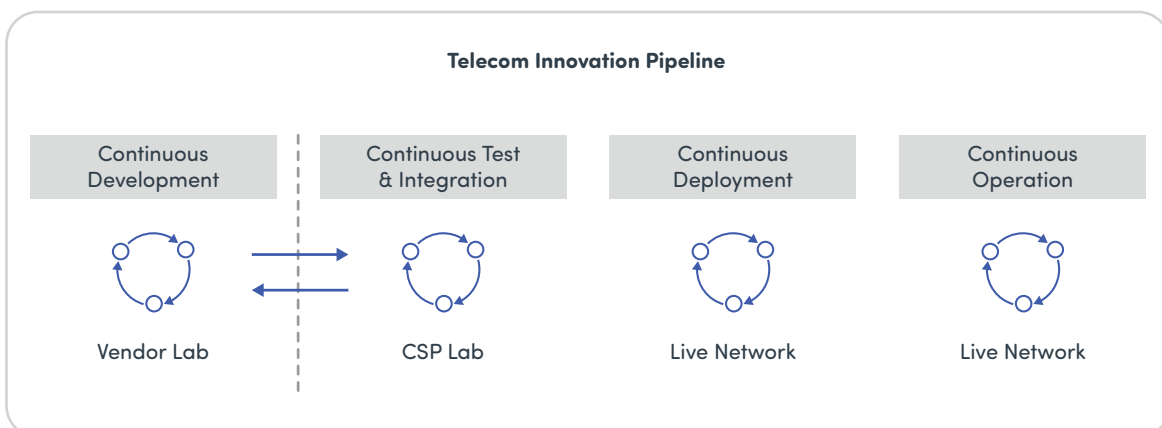 Telecom Innovation Pipeline
Continuous
Development
Continuous Test
& Integration
Continuous
Deployment
Continuous
Operation
Vendor Lab
CSP Lab
Live Network
Live Network